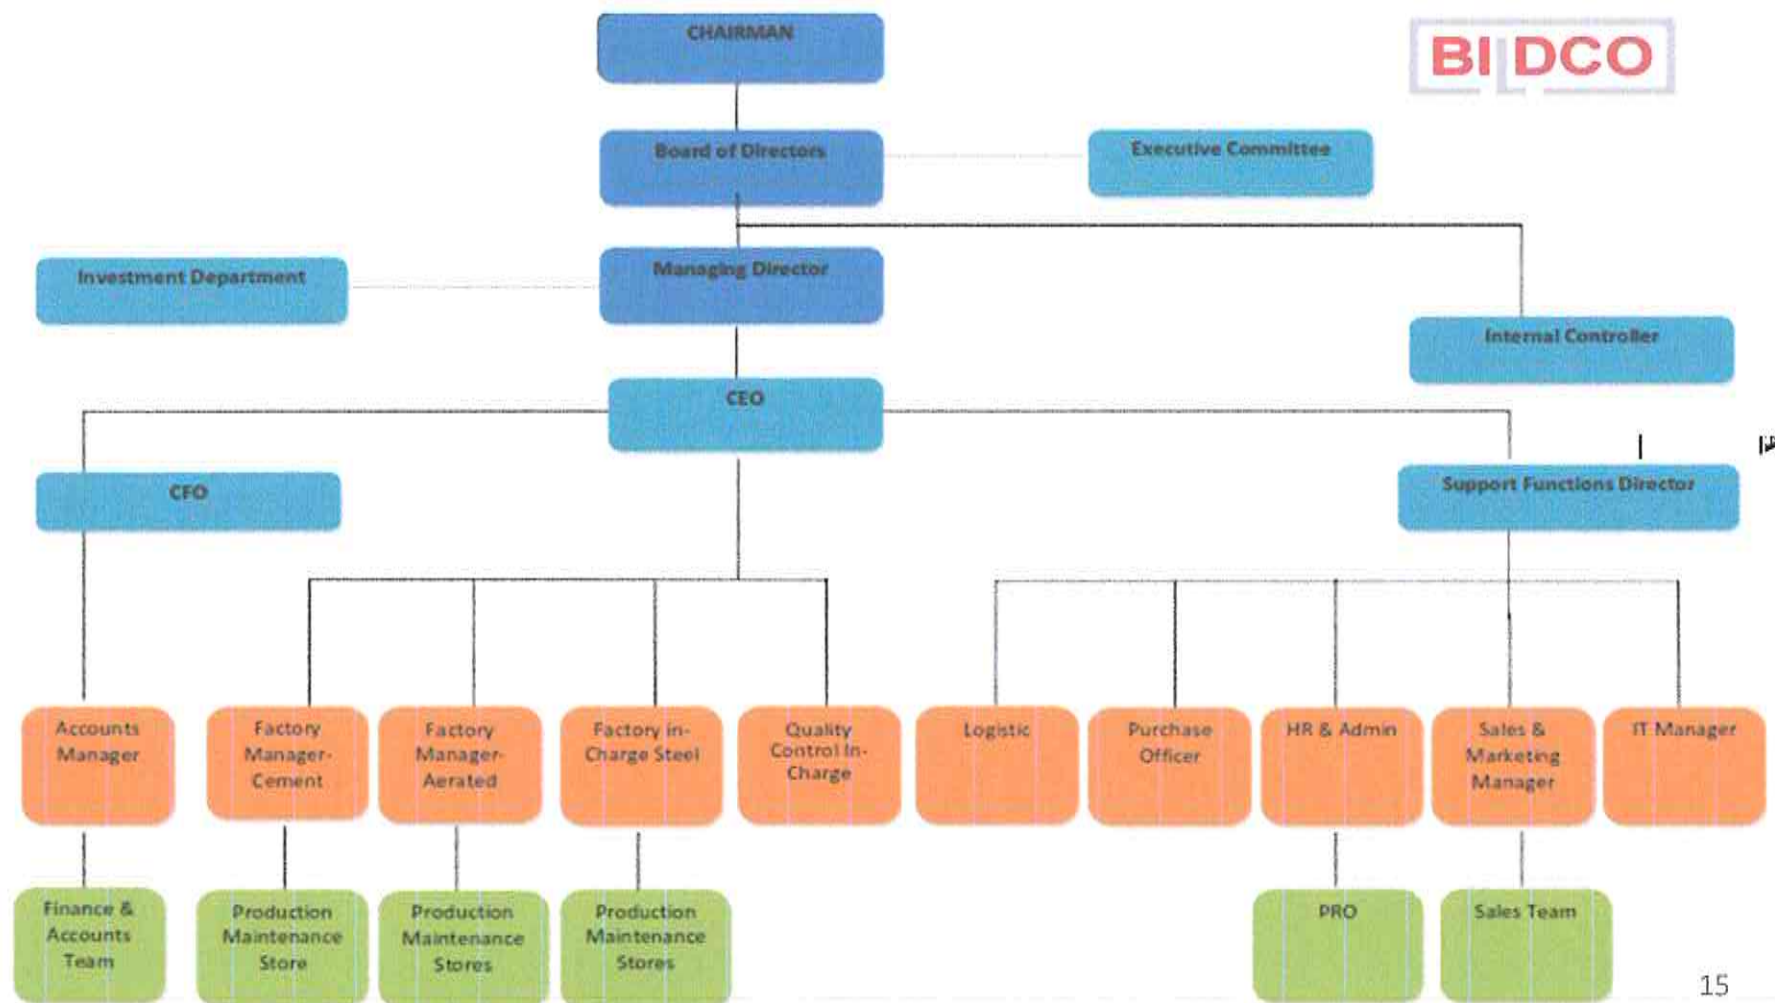 CHAIRMAN
BILDCO
Board of Directors
Executive Committee
Investment Department
Managing Director
Internal Controller
CEO
CFO
Support Functions Director
Accounts
Manager
Factory
Manager-
Cement
Factory
Manager-
Aerated
Factory in-
Charge Steel
Quality
Control In-
Charge
Logistic
Purchase
Officer
HR & Admin
Sales &
Marketing
Manager
IT Manager
Finance &
Accounts
Team
Production
Maintenance
Store
Production
Maintenance
Stores
Production
Maintenance
Stores
PRO
Sales Team
15